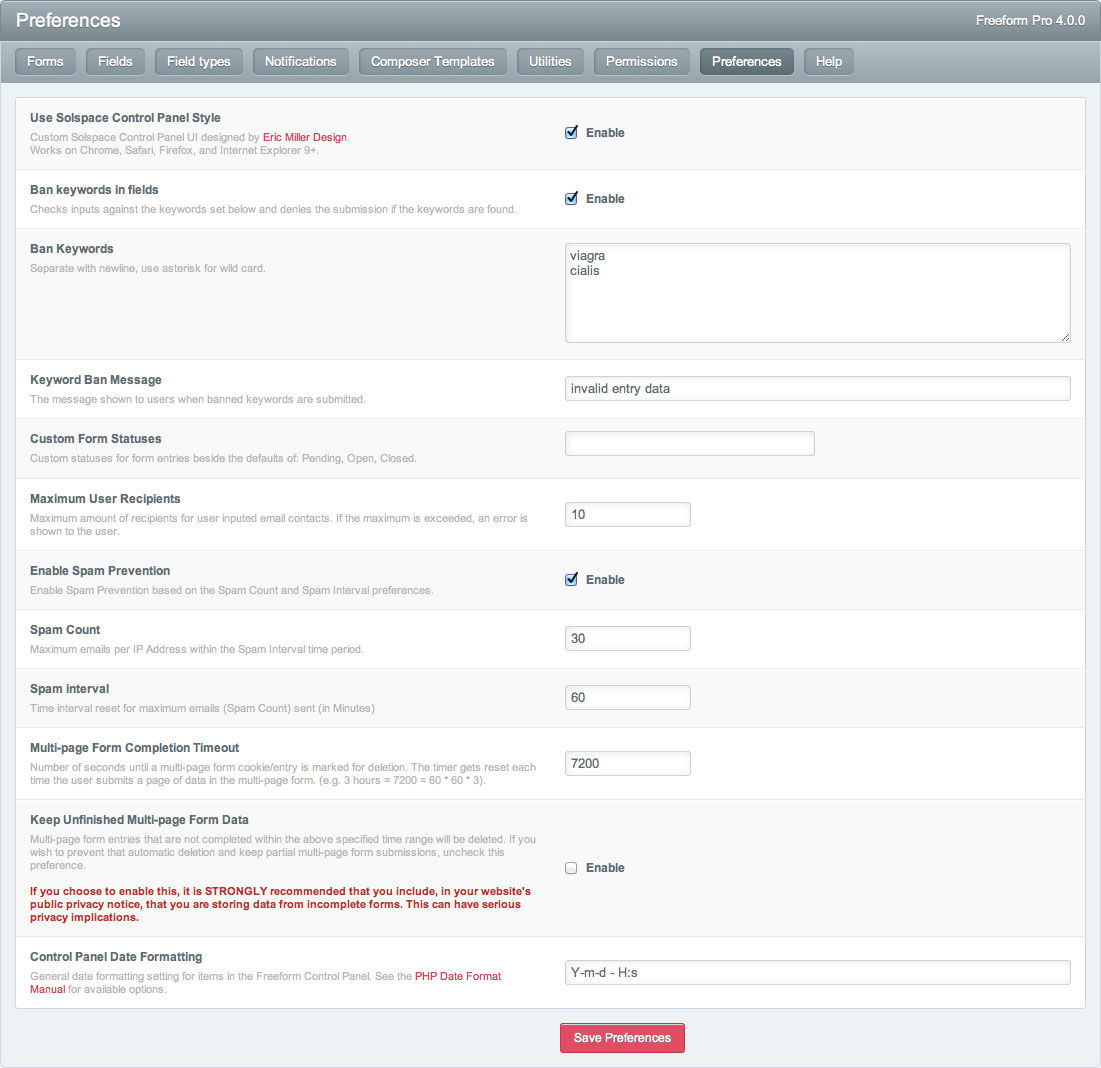 Preferences
Freeform Pro 4.0.0
Forms
Fields
Field types
Notifications
Composer Templates
Utilities
Permissions
Preferences
Help
Use Solspace Control Panel Style
Custom Solspace Control Panel UI designed by Eric Miller Design.
Works on Chrome, Safari, Firefox, and Internet Explorer 9+.
Enable
Ban keywords in fields
Checks inputs against the keywords set below and denies the submission if the keywords are found.
Enable
Ban Keywords
Separate with newline, use asterisk for wild card.
viagra
cialis
Keyword Ban Message
The message shown to users when banned keywords are submitted.
invalid entry data
Custom Form Statuses
Custom statuses for form entries beside the defaults of: Pending, Open, Closed.
Maximum User Recipients
Maximum amount of recipients for user inputed email contacts. If the maximum is exceeded, an error is
shown to the user.
10
Enable Spam Prevention
Enable Spam Prevention based on the Spam Count and Spam Interval preferences.
Enable
Spam Count
Maximum emails per IP Address within the Spam Interval time period.
30
Spam interval
Time interval reset for maximum emails (Spam Count) sent (in Minutes)
60
Multi-page Form Completion Timeout
Number of seconds until a multi-page form cookie/entry is marked for deletion. The timer gets reset each
time the user submits a page of data in the multi-page form. (e.g. 3 hours = 7200 = 60 * 60 * 3).
7200
Keep Unfinished Multi-page Form Data
Multi-page form entries that are not completed within the above specified time range will be deleted. If you
wish to prevent that automatic deletion and keep partial multi-page form submissions, uncheck this
preference.
If you choose to enable this, it is STRONGLY recommended that you include, in your website's
public privacy notice, that you are storing data from incomplete forms. This can have serious
privacy implications.
Enable
Control Panel Date Formatting
General date formatting setting for items in the Freeform Control Panel. See the PHP Date Format
Manual for available options.
Y-m-d - H:s
Save Preferences